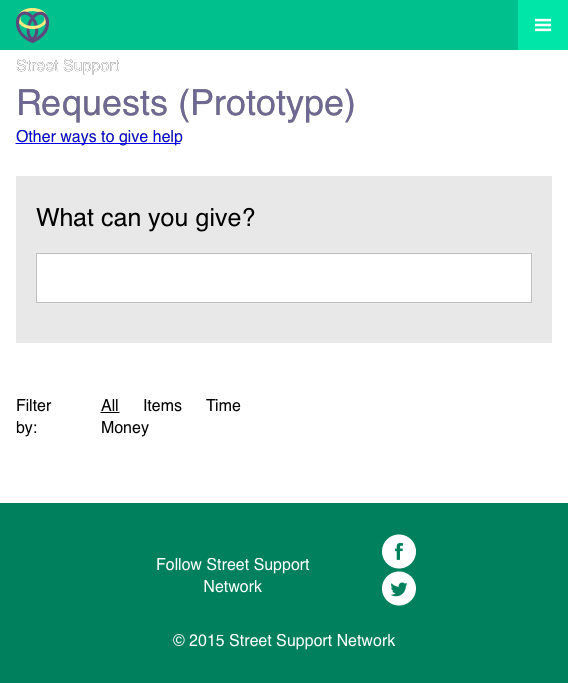 Street Support
Requests (Prototype)
Other ways to give help
What can you give?
Filter by:
All Items Time
Money
Follow Street Support
Network
© 2015 Street Support Network